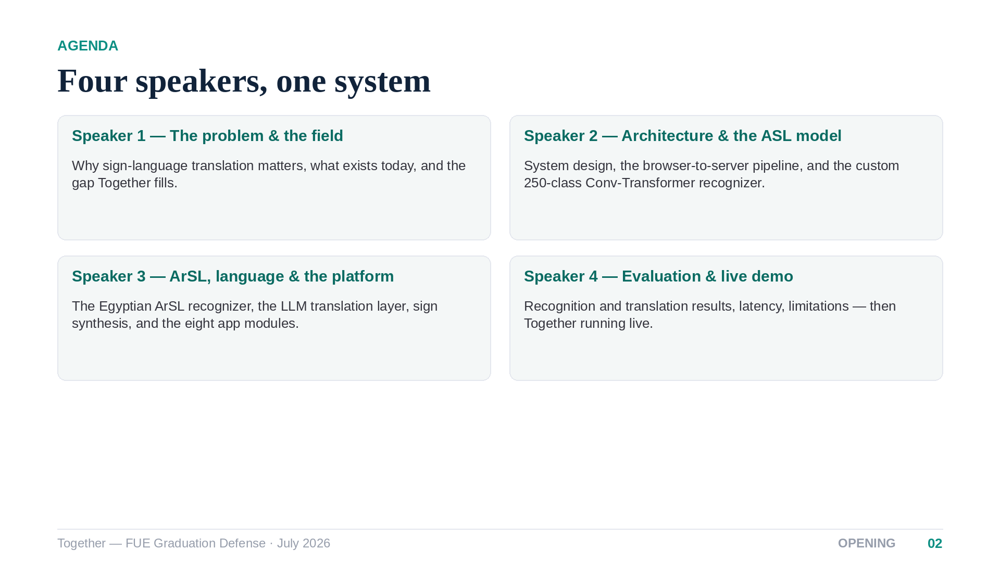 AGENDA
Four speakers, one system
Speaker 1 — The problem & the field
Why sign-language translation matters, what exists today, and the
gap Together fills.
Speaker 2 — Architecture & the ASL model
System design, the browser-to-server pipeline, and the custom
250-class Conv-Transformer recognizer.
Speaker 3 — ArSL, language & the platform
The Egyptian ArSL recognizer, the LLM translation layer, sign
synthesis, and the eight app modules.
Speaker 4 — Evaluation & live demo
Recognition and translation results, latency, limitations — then
Together running live.
Together — FUE Graduation Defense · July 2026
OPENING 02